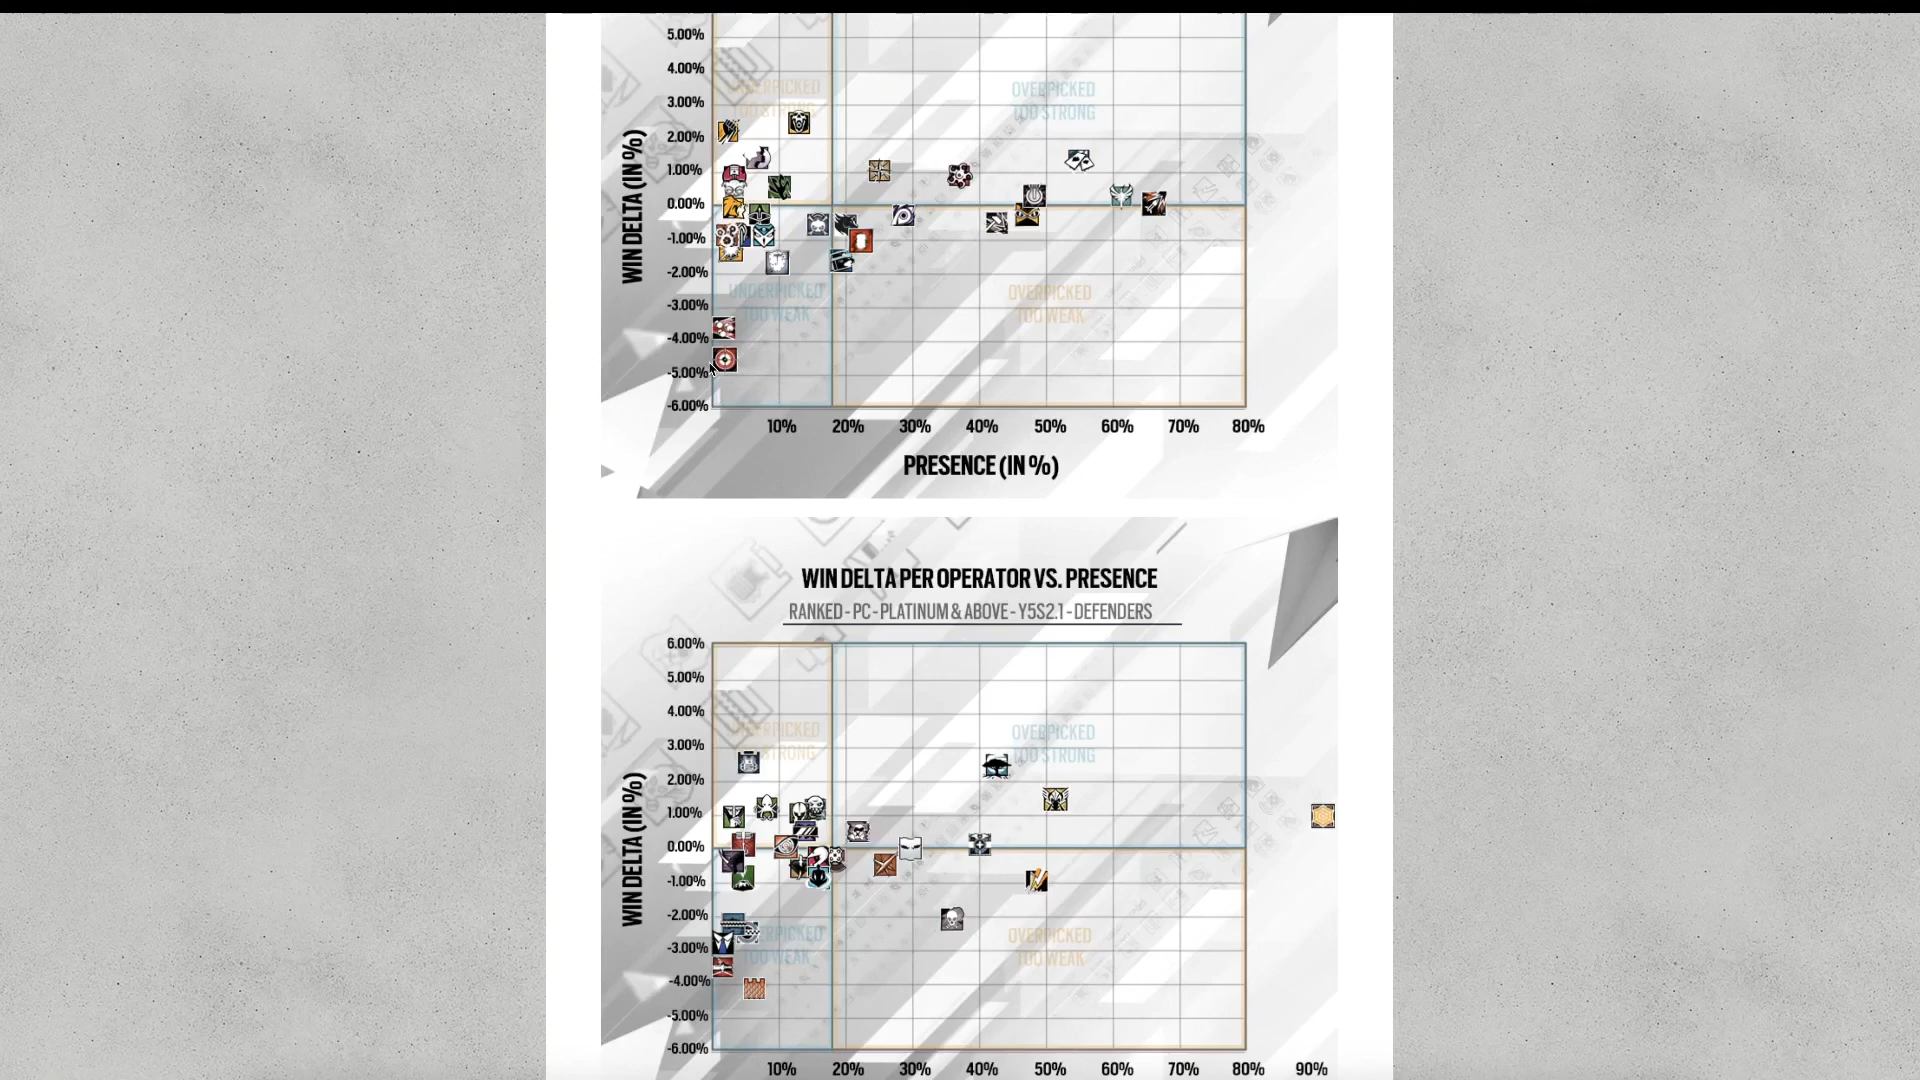 5.00%
4.00%
UNDERPICKED
OVERPICKED
3.00%
TOO STRONG
TOO STRONG
2.00%
1.00%
0.00%
-1.00%
-2.00%
-3.00%
-4.00%
-5.00%
-6.00%
WIN DELTA (IN %)
UNDERPICKED
TOO WEAK
OVERPICKED
TOO WEAK
10% 20% 30% 40% 50% 60% 70% 80%
PRESENCE (IN %)
WIN DELTA PER OPERATOR VS. PRESENCE
RANKED - PC - PLATINUM & ABOVE - Y5S2.1 - DEFENDERS
6.00%
5.00%
4.00%
UNDERPICKED
OVERPICKED
3.00%
TOO STRONG
TOO STRONG
2.00%
1.00%
0.00%
-1.00%
-2.00%
-3.00%
-4.00%
-5.00%
-6.00%
WIN DELTA (IN %)
UNDERPICKED
TOO WEAK
OVERPICKED
TOO WEAK
10% 20% 30% 40% 50% 60% 70% 80% 90%